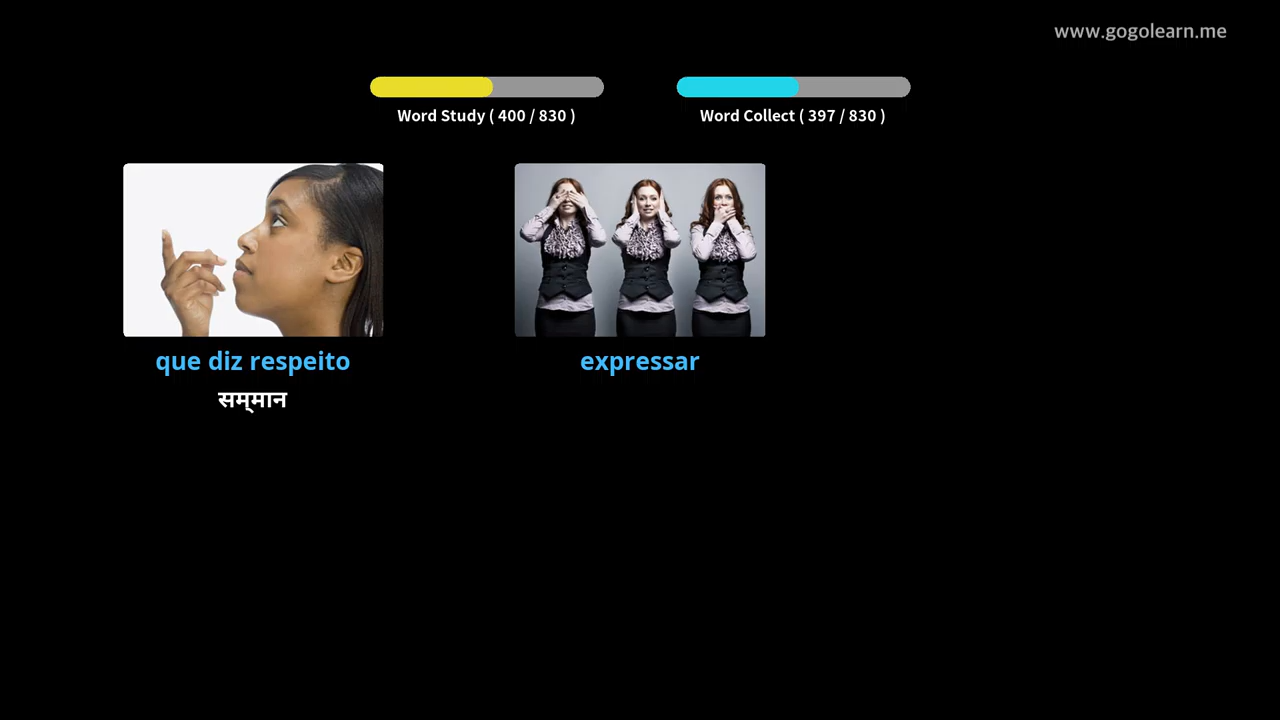 www.gogolearn.me
Word Study ( 400 / 830 )
Word Collect ( 397 / 830 )
que diz respeito
सम्मान
expressar